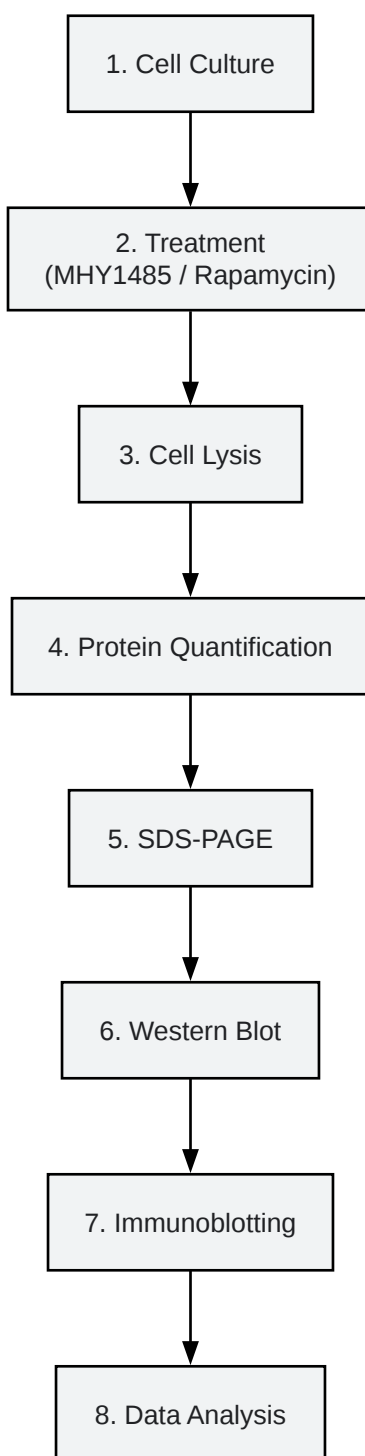 1. Cell Culture
2. Treatment
(MHY1485 / Rapamycin)
3. Cell Lysis
4. Protein Quantification
5. SDS-PAGE
6. Western Blot
7. Immunoblotting
8. Data Analysis